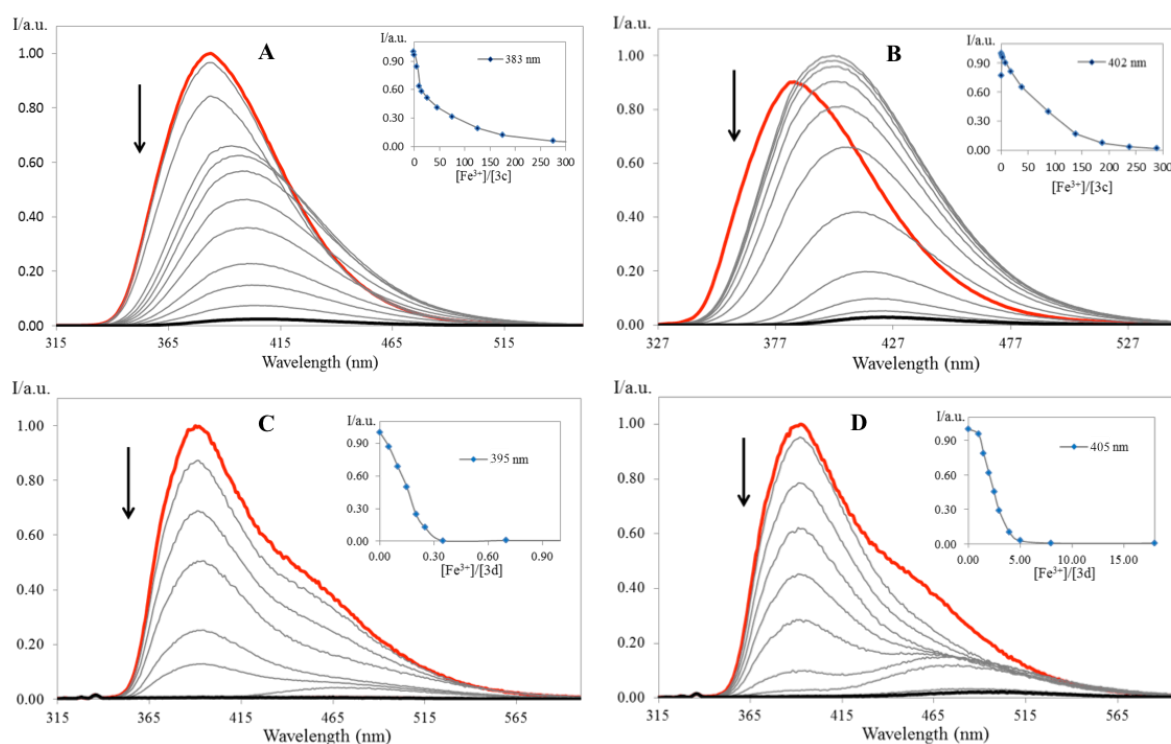 I/a.u.
1.00
0.80
0.60
0.40
0.20
0.00
315 365 415 465 515
Wavelength (nm)
A
I/a.u.
0.90
0.60
0.30
0.00
0 50 100 150 200 250 300
[Fe³⁺]/[3c]
383 nm
I/a.u.
1.00
0.80
0.60
0.40
0.20
0.00
327 377 427 477 527
Wavelength (nm)
B
I/a.u.
0.90
0.60
0.30
0.00
0 50 100 150 200 250 300
[Fe³⁺]/[3c]
402 nm
I/a.u.
1.00
0.80
0.60
0.40
0.20
0.00
315 365 415 465 515 565
Wavelength (nm)
C
I/a.u.
0.90
0.60
0.30
0.00
0.00 0.30 0.60 0.90
[Fe³⁺]/[3d]
395 nm
I/a.u.
1.00
0.80
0.60
0.40
0.20
0.00
315 365 415 465 515 565
Wavelength (nm)
D
I/a.u.
0.90
0.60
0.30
0.00
0.00 5.00 10.00 15.00
[Fe³⁺]/[3d]
405 nm